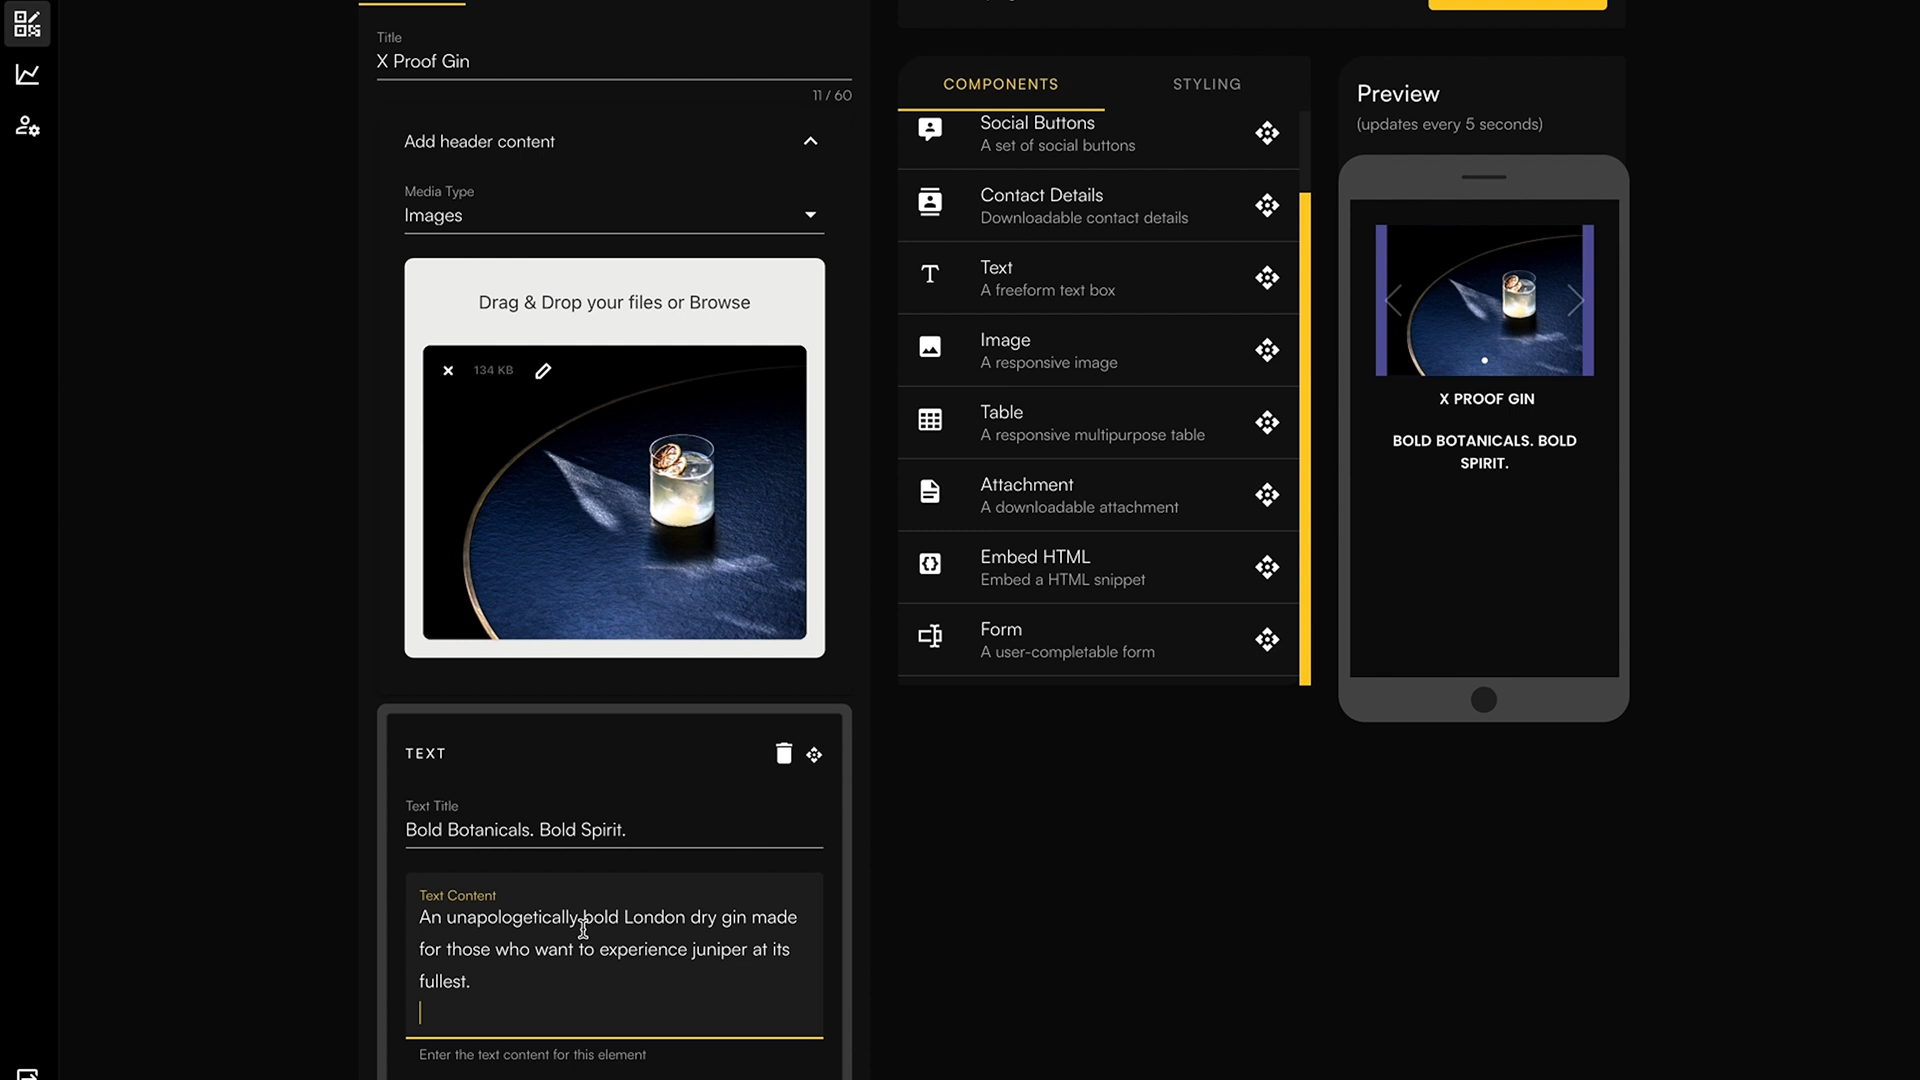 Title
X Proof Gin
11 / 60
Add header content
Media Type
Images
Drag & Drop your files or Browse
134 KB
TEXT
Text Title
Bold Botanicals. Bold Spirit.
Text Content
An unapologetically bold London dry gin made
for those who want to experience juniper at its
fullest.
Enter the text content for this element
COMPONENTS
STYLING
Social Buttons
A set of social buttons
Contact Details
Downloadable contact details
Text
A freeform text box
Image
A responsive image
Table
A responsive multipurpose table
Attachment
A downloadable attachment
Embed HTML
Embed a HTML snippet
Form
A user-completable form
Preview
(updates every 5 seconds)
X PROOF GIN
BOLD BOTANICALS. BOLD
SPIRIT.